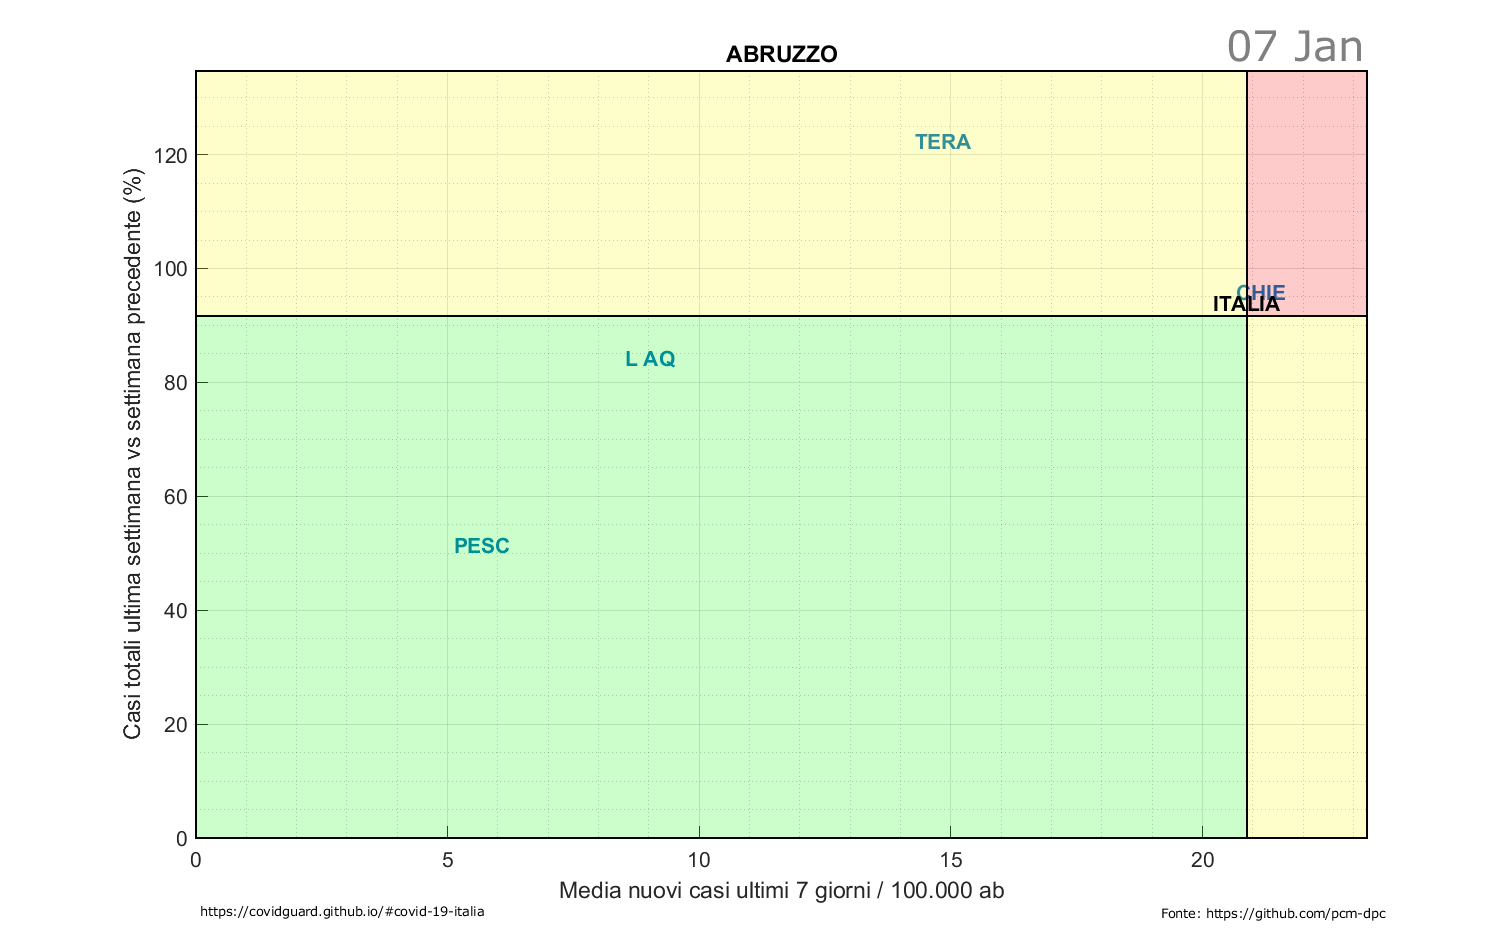 07 Jan
ABRUZZO
Casi totali ultima settimana vs settimana precedente (%)
120
100
80
60
40
20
0
TERA
CHIE
ITALIA
L AQ
PESC
0 5 10 15 20
Media nuovi casi ultimi 7 giorni / 100.000 ab
https://covidguard.github.io/#covid-19-italia
Fonte: https://github.com/pcm-dpc